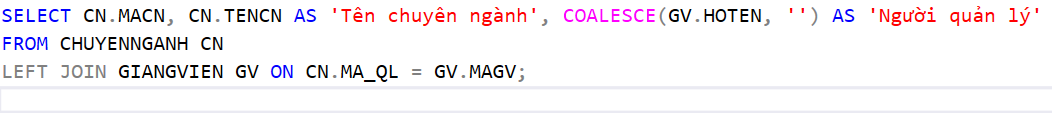 SELECT CN.MACN, CN.TENCN AS 'Tên chuyên ngành', COALESCE(GV.HOTEN, '') AS 'Người quản lý'
FROM CHUYENNGANH CN
LEFT JOIN GIANGVIEN GV ON CN.MA_QL = GV.MAGV;